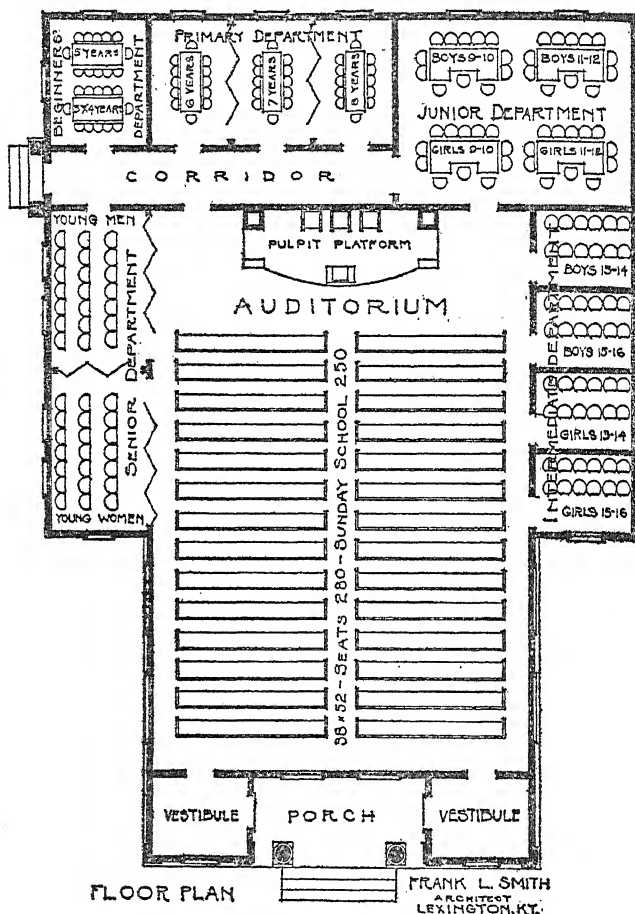 BEGINNERS' DEPARTMENT
5 YEARS
3X4 YEARS
PRIMARY DEPARTMENT
6 YEARS
7 YEARS
8 YEARS
BOYS 9-10
BOYS 11-12
JUNIOR DEPARTMENT
GIRLS 9-10
GIRLS 11-12
CORRIDOR
YOUNG MEN
SENIOR DEPARTMENT
YOUNG WOMEN
PULPIT PLATFORM
AUDITORIUM
38 × 52 - SEATS 280 - SUNDAY SCHOOL 250
INTERMEDIATE DEPARTMENT
BOYS 13-14
BOYS 15-16
GIRLS 13-14
GIRLS 15-16
VESTIBULE
PORCH
VESTIBULE
FLOOR PLAN
FRANK L. SMITH
ARCHITECT
LEXINGTON, KY.